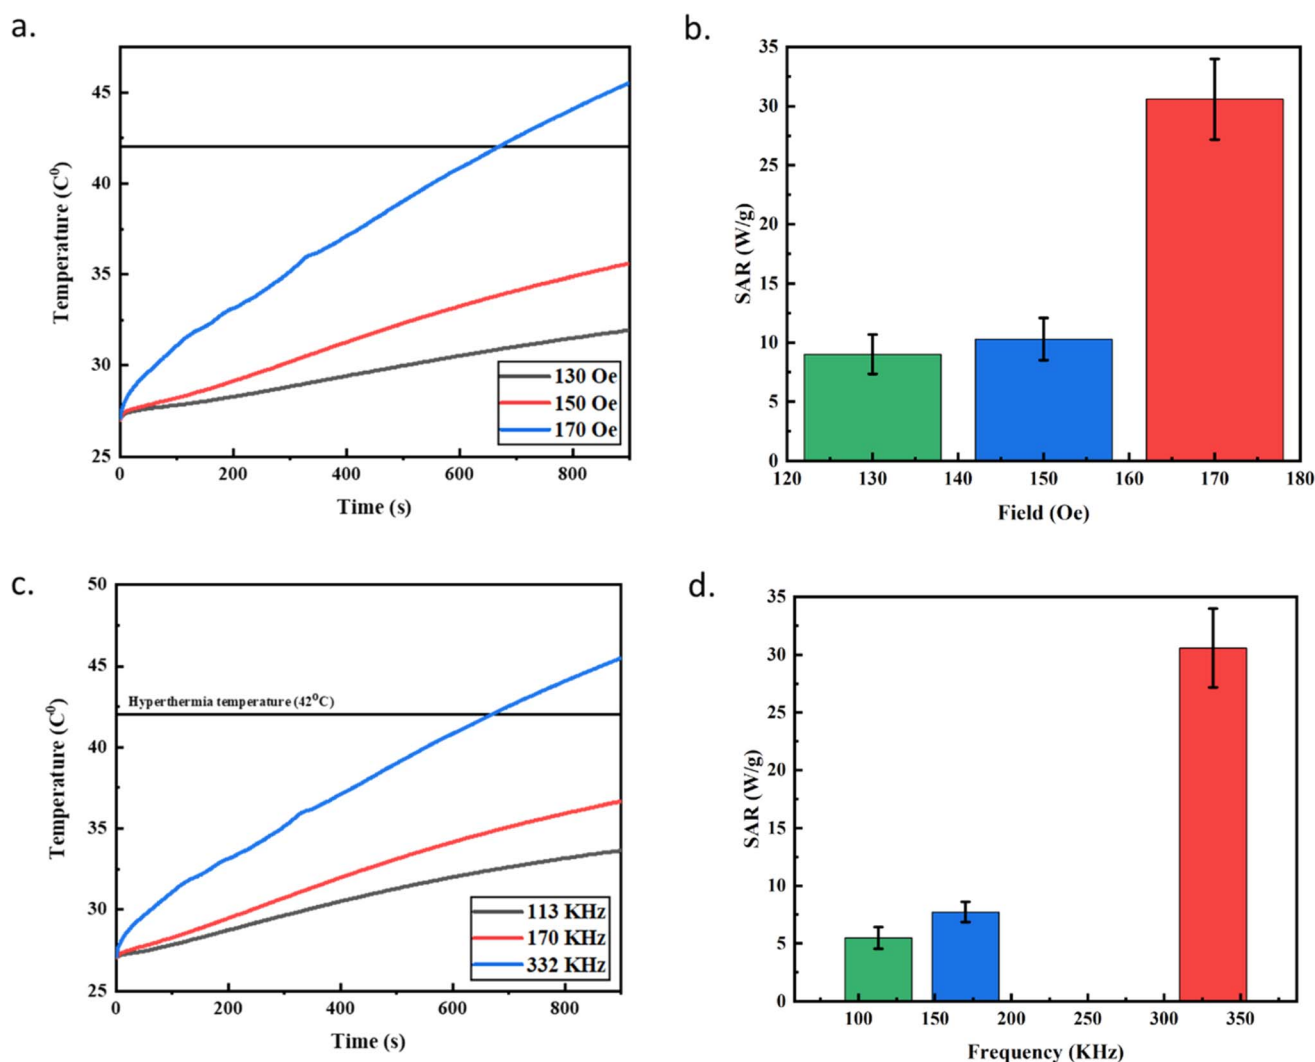 a.
Temperature (C⁰)
45
40
35
30
25
0
200
400
600
800
Time (s)
130 Oe
150 Oe
170 Oe
b.
SAR (W/g)
35
30
25
20
15
10
5
0
120
130
140
150
160
170
180
Field (Oe)
c.
Temperature (C⁰)
50
45
40
35
30
25
Hyperthermia temperature (42⁰C)
0
200
400
600
800
Time (s)
113 KHz
170 KHz
332 KHz
d.
SAR (W/g)
35
30
25
20
15
10
5
0
100
150
200
250
300
350
Frequency (KHz)